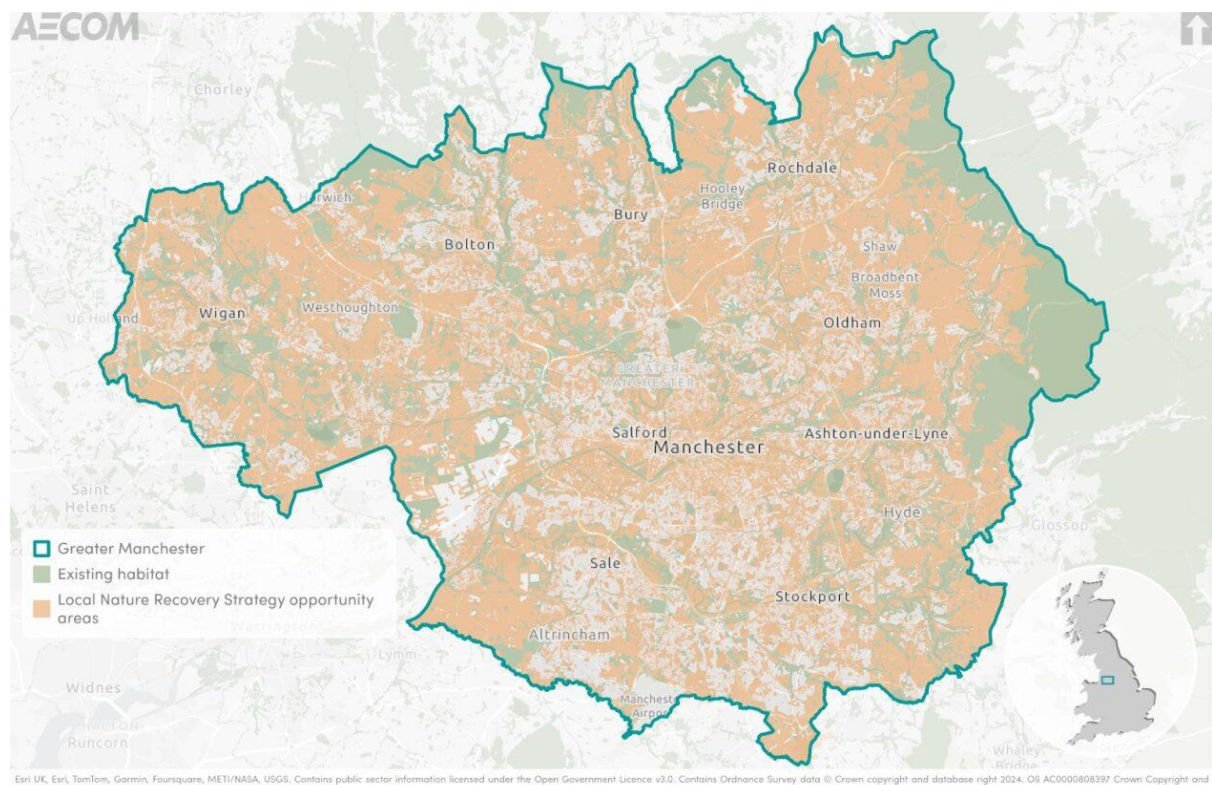 AECOM
Chorley
Rochdale
Horwich
Hooley
Bridge
Bury
Bolton
Shaw
Broadbent
Moss
Westhoughton
Wigan
Up Holland
Oldham
GREATER
MANCHESTER
Salford
Manchester
Ashton-under-Lyne
Saint
Helens
Hyde
Glossop
Greater Manchester
Existing habitat
Local Nature Recovery Strategy opportunity
areas
Sale
Stockport
Altrincham
Warrington
Lymm
Widnes
Manchester
Airport
Runcorn
Whaley
Bridge
Esri UK, Esri, TomTom, Garmin, Foursquare, METI/NASA, USGS. Contains public sector information licensed under the Open Government Licence v3.0. Contains Ordnance Survey data © Crown copyright and database right 2024. OS AC0000808397 Crown Copyright and